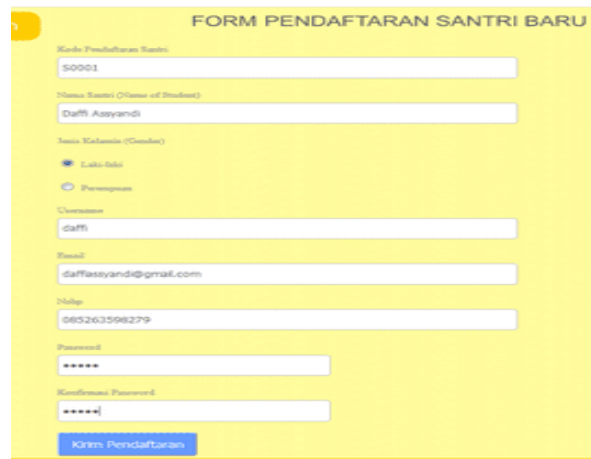 FORM PENDAFTARAN SANTRI BARU
Kode Pendaftaran Santri
S0001
Nama Santri (Name of Student)
Daffi Assyandi
Jenis Kelamin (Gender)
Laki-laki
Perempuan
Username
daffi
Email
daffiassyandi@gmail.com
Nohp
085263598279
Password
*****
Konfirmasi Password
*****
Kirim Pendaftaran